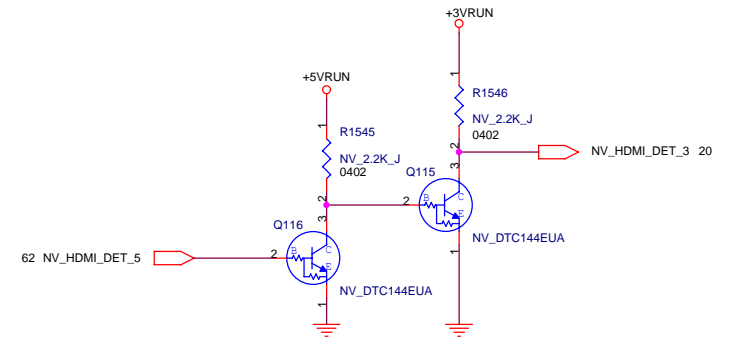 +3VRUN
1
R1546
NV_2.2K_J
0402
2
NV_HDMI_DET_3 20
+5VRUN
1
R1545
NV_2.2K_J
0402
2
3
Q115
2
B
C
E
NV_DTC144EUA
1
3
Q116
62 NV_HDMI_DET_5
2
B
C
E
NV_DTC144EUA
1